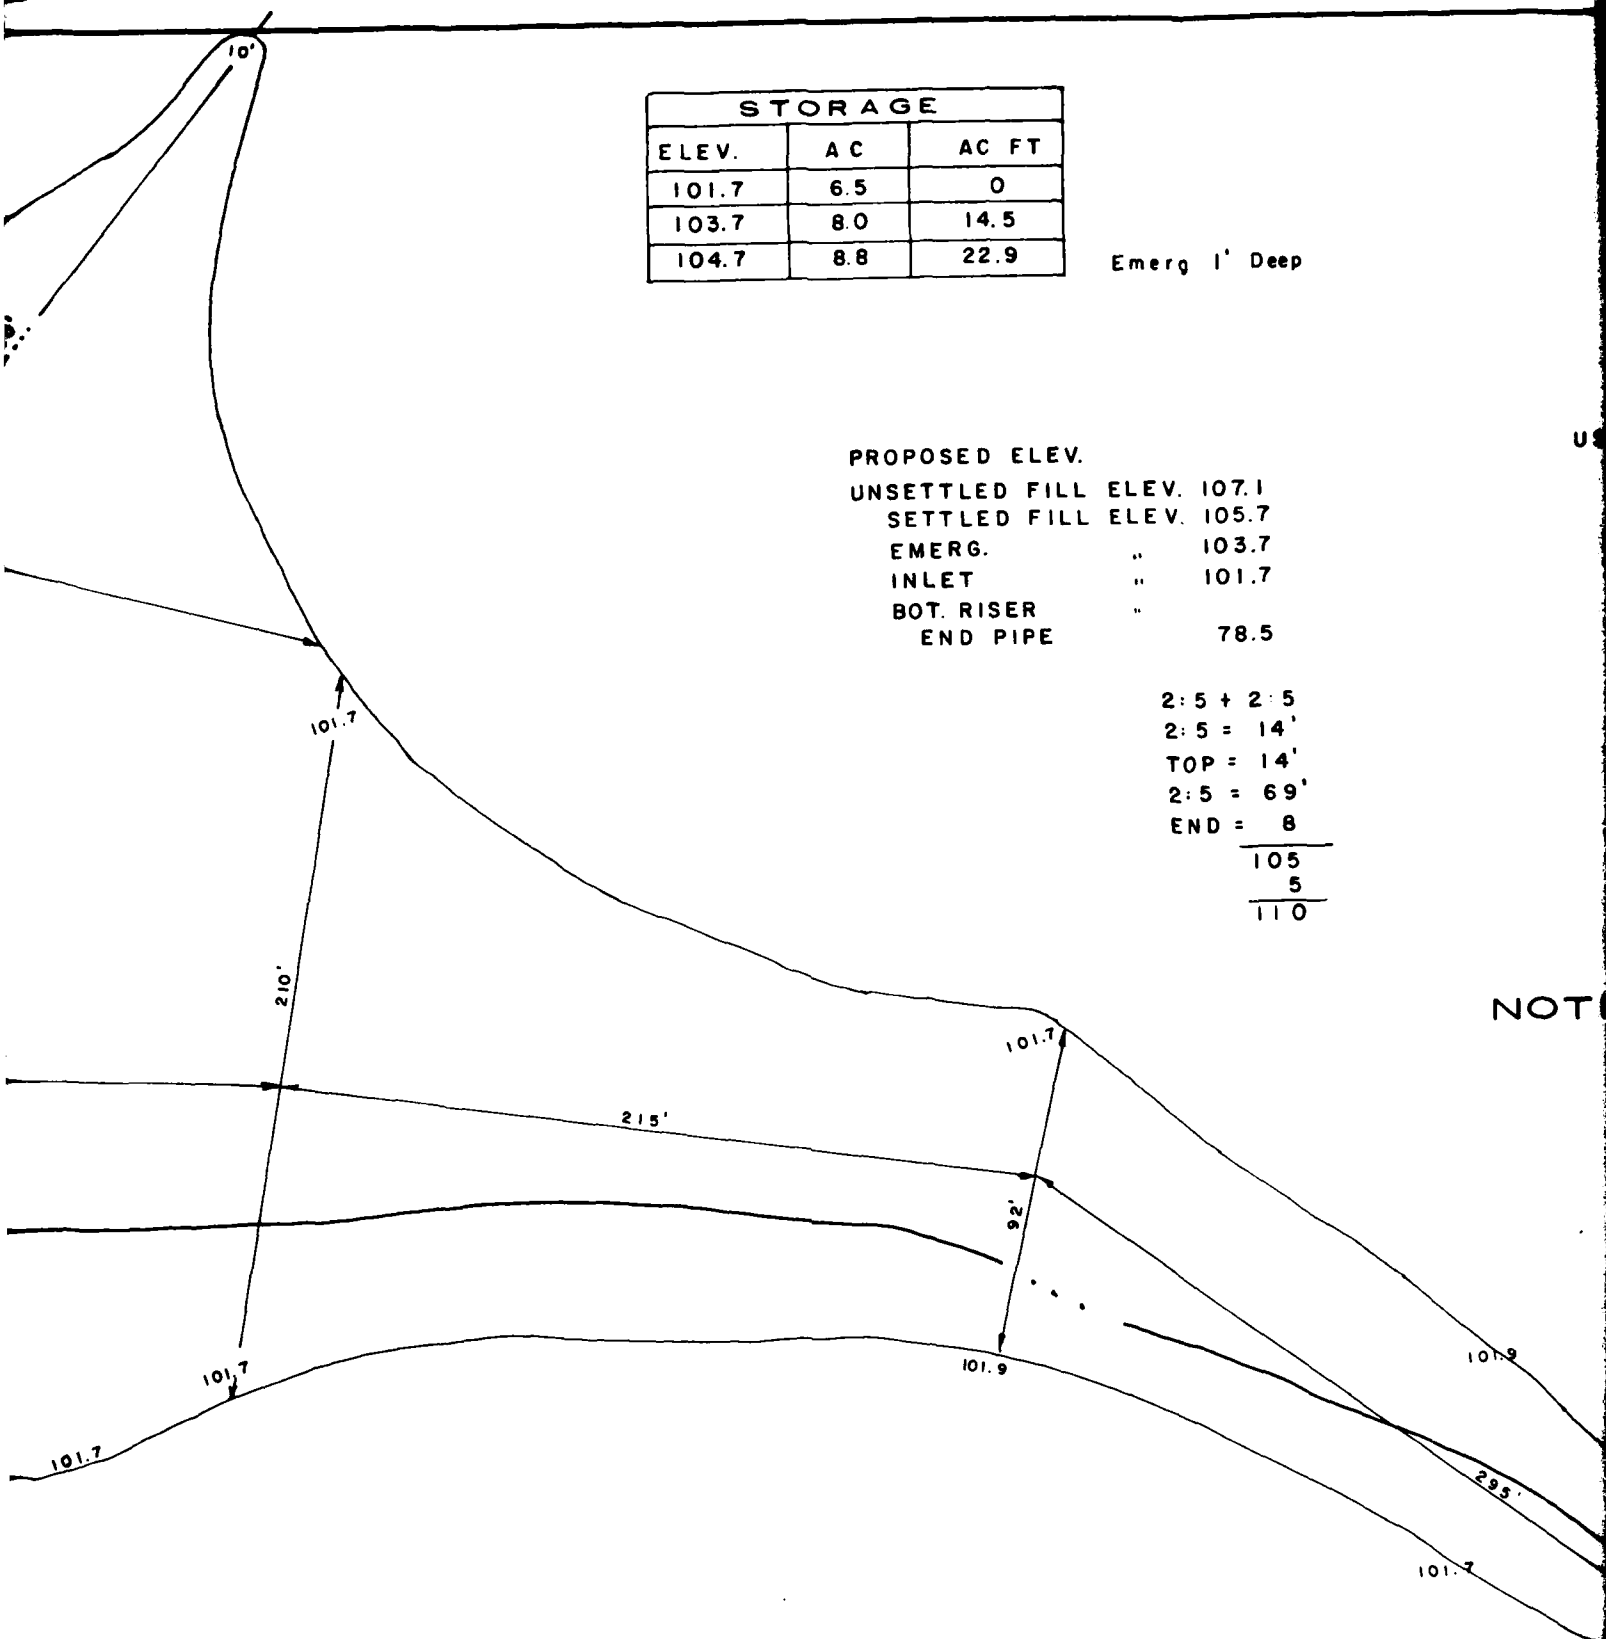 10'
STORAGE
ELEV. AC AC FT
101.7 6.5 0
103.7 8.0 14.5
104.7 8.8 22.9
Emerg 1' Deep
PROPOSED ELEV.
UNSETTLED FILL ELEV. 107.1
SETTLED FILL ELEV. 105.7
EMERG. " 103.7
INLET " 101.7
BOT. RISER "
END PIPE 78.5
2:5 + 2:5
2:5 = 14'
TOP = 14'
2:5 = 69'
END = 8
105
5
110
101.7
210'
101.7
215'
92'
101.7
101.7
101.9
101.9
295'
101.7